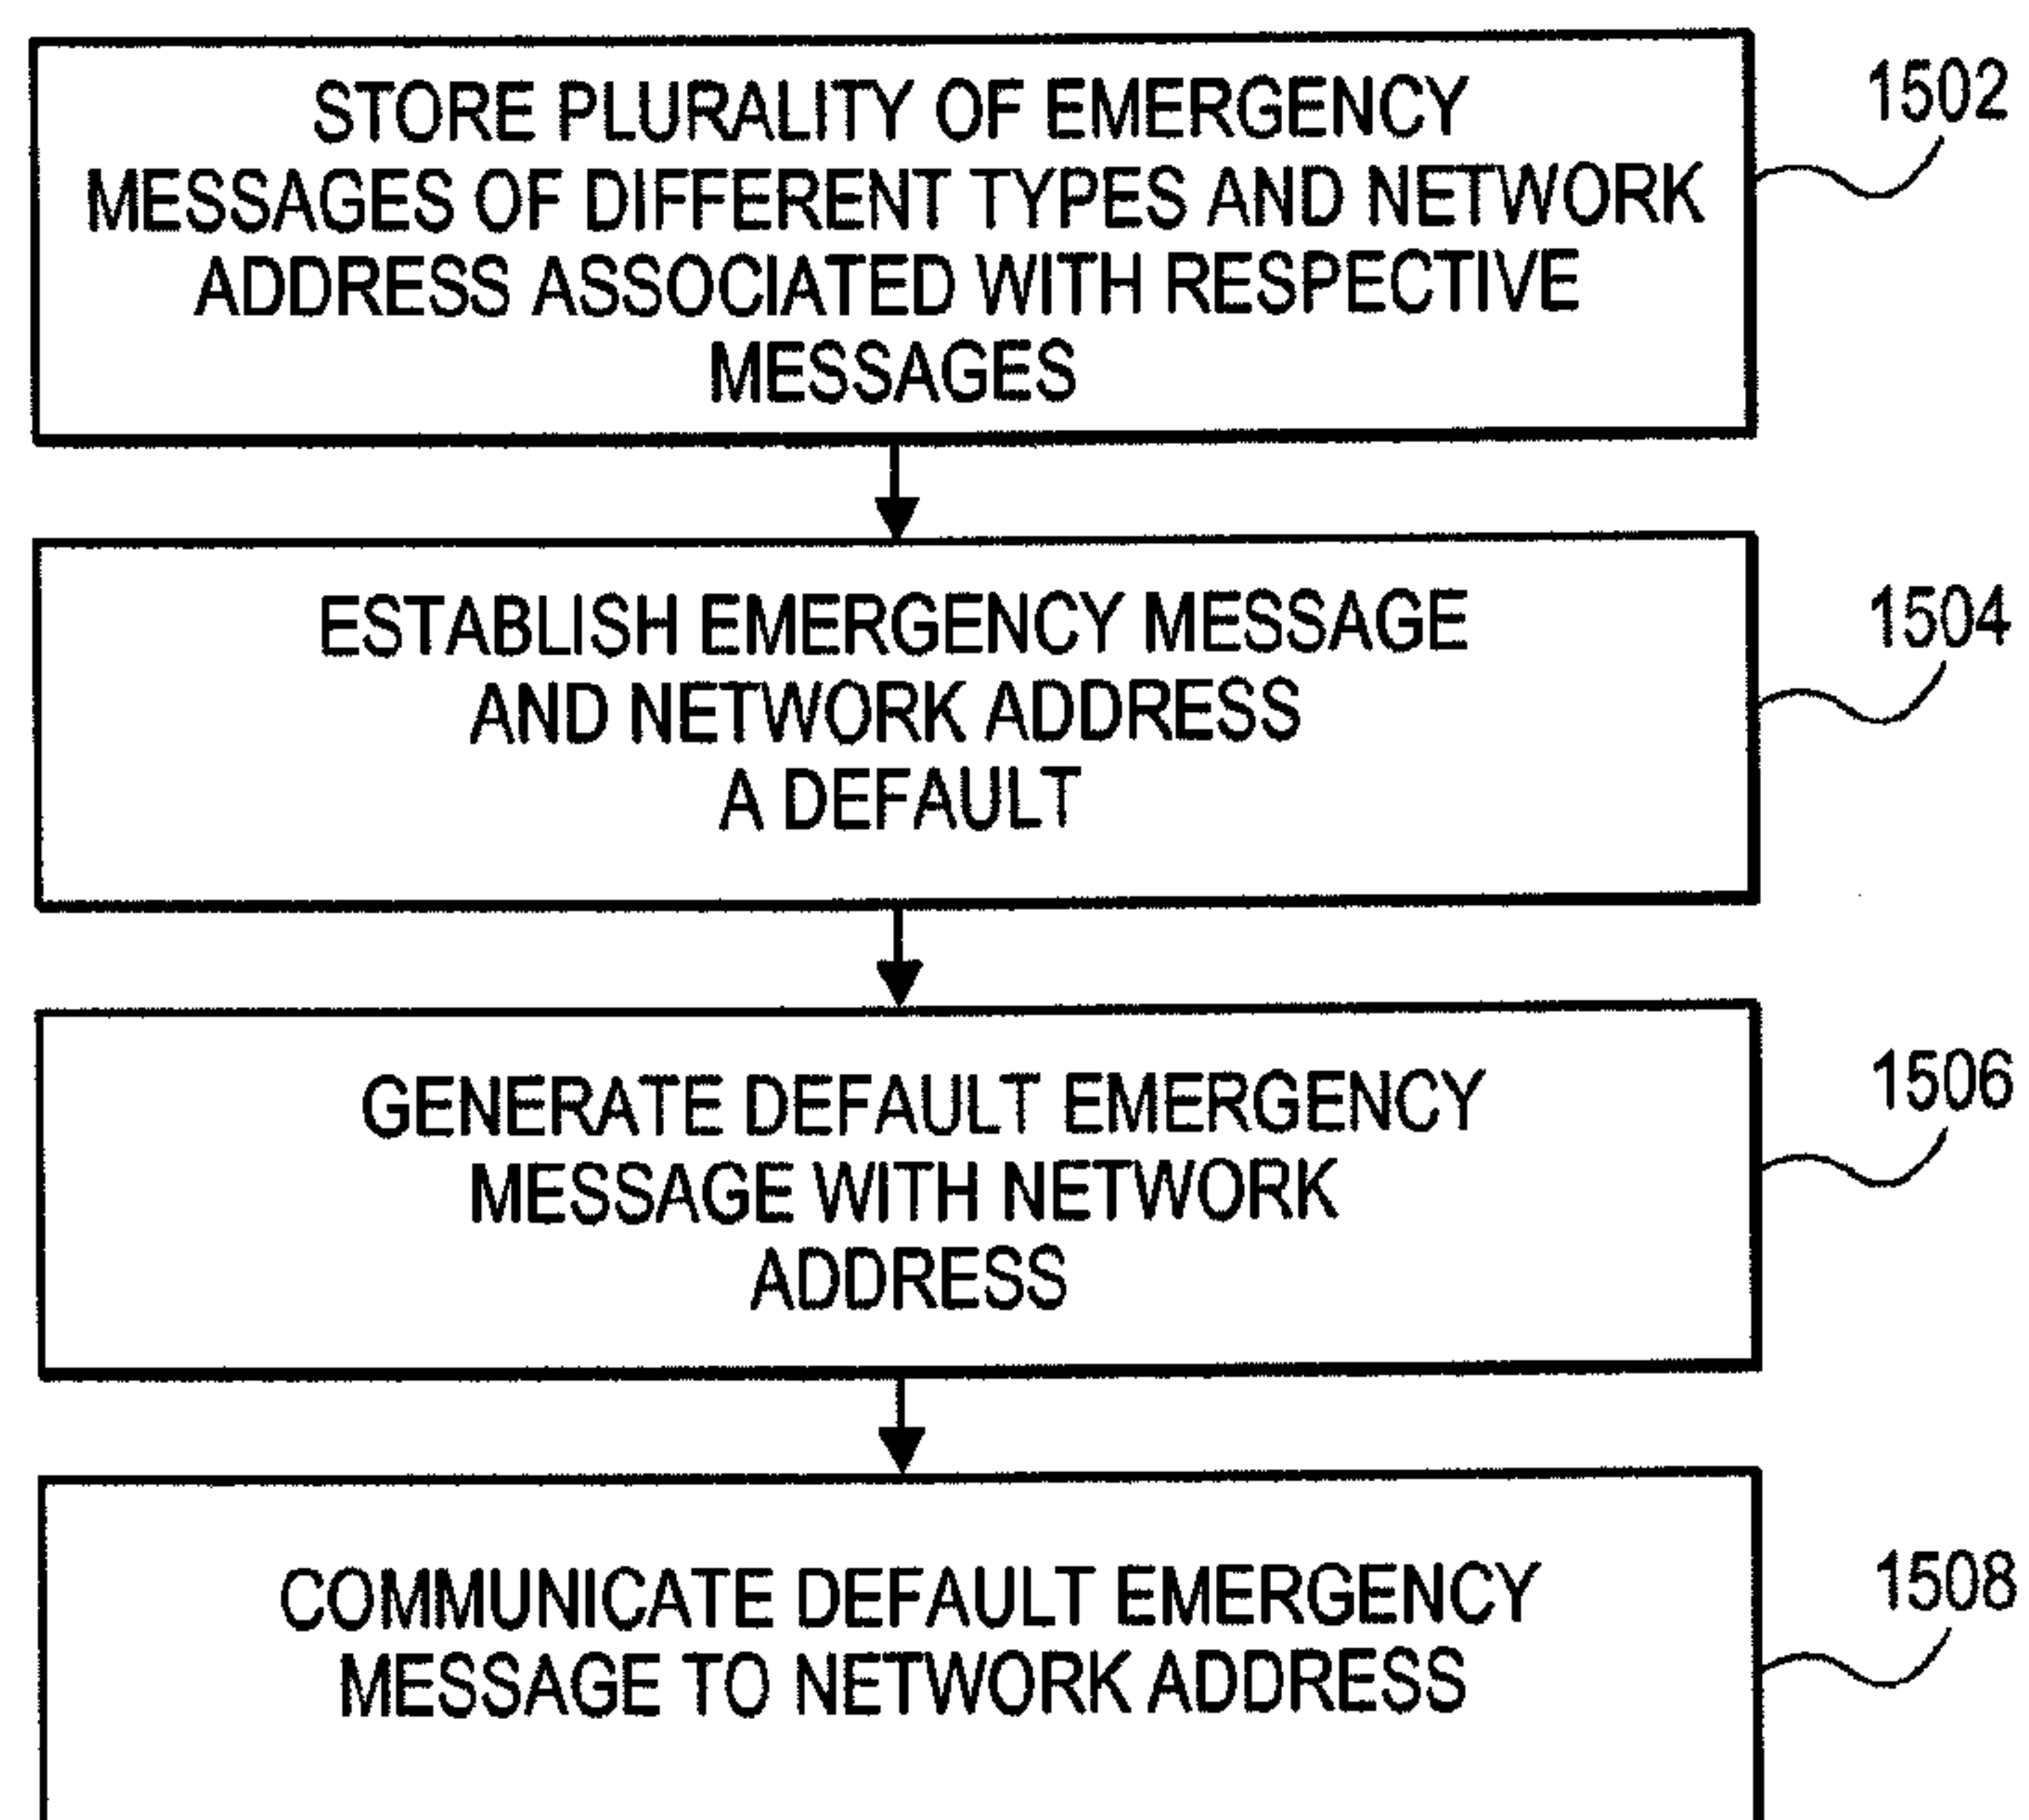 STORE PLURALITY OF EMERGENCY
MESSAGES OF DIFFERENT TYPES AND NETWORK
ADDRESS ASSOCIATED WITH RESPECTIVE
MESSAGES
1502
ESTABLISH EMERGENCY MESSAGE
AND NETWORK ADDRESS
A DEFAULT
1504
GENERATE DEFAULT EMERGENCY
MESSAGE WITH NETWORK
ADDRESS
1506
COMMUNICATE DEFAULT EMERGENCY
MESSAGE TO NETWORK ADDRESS
1508